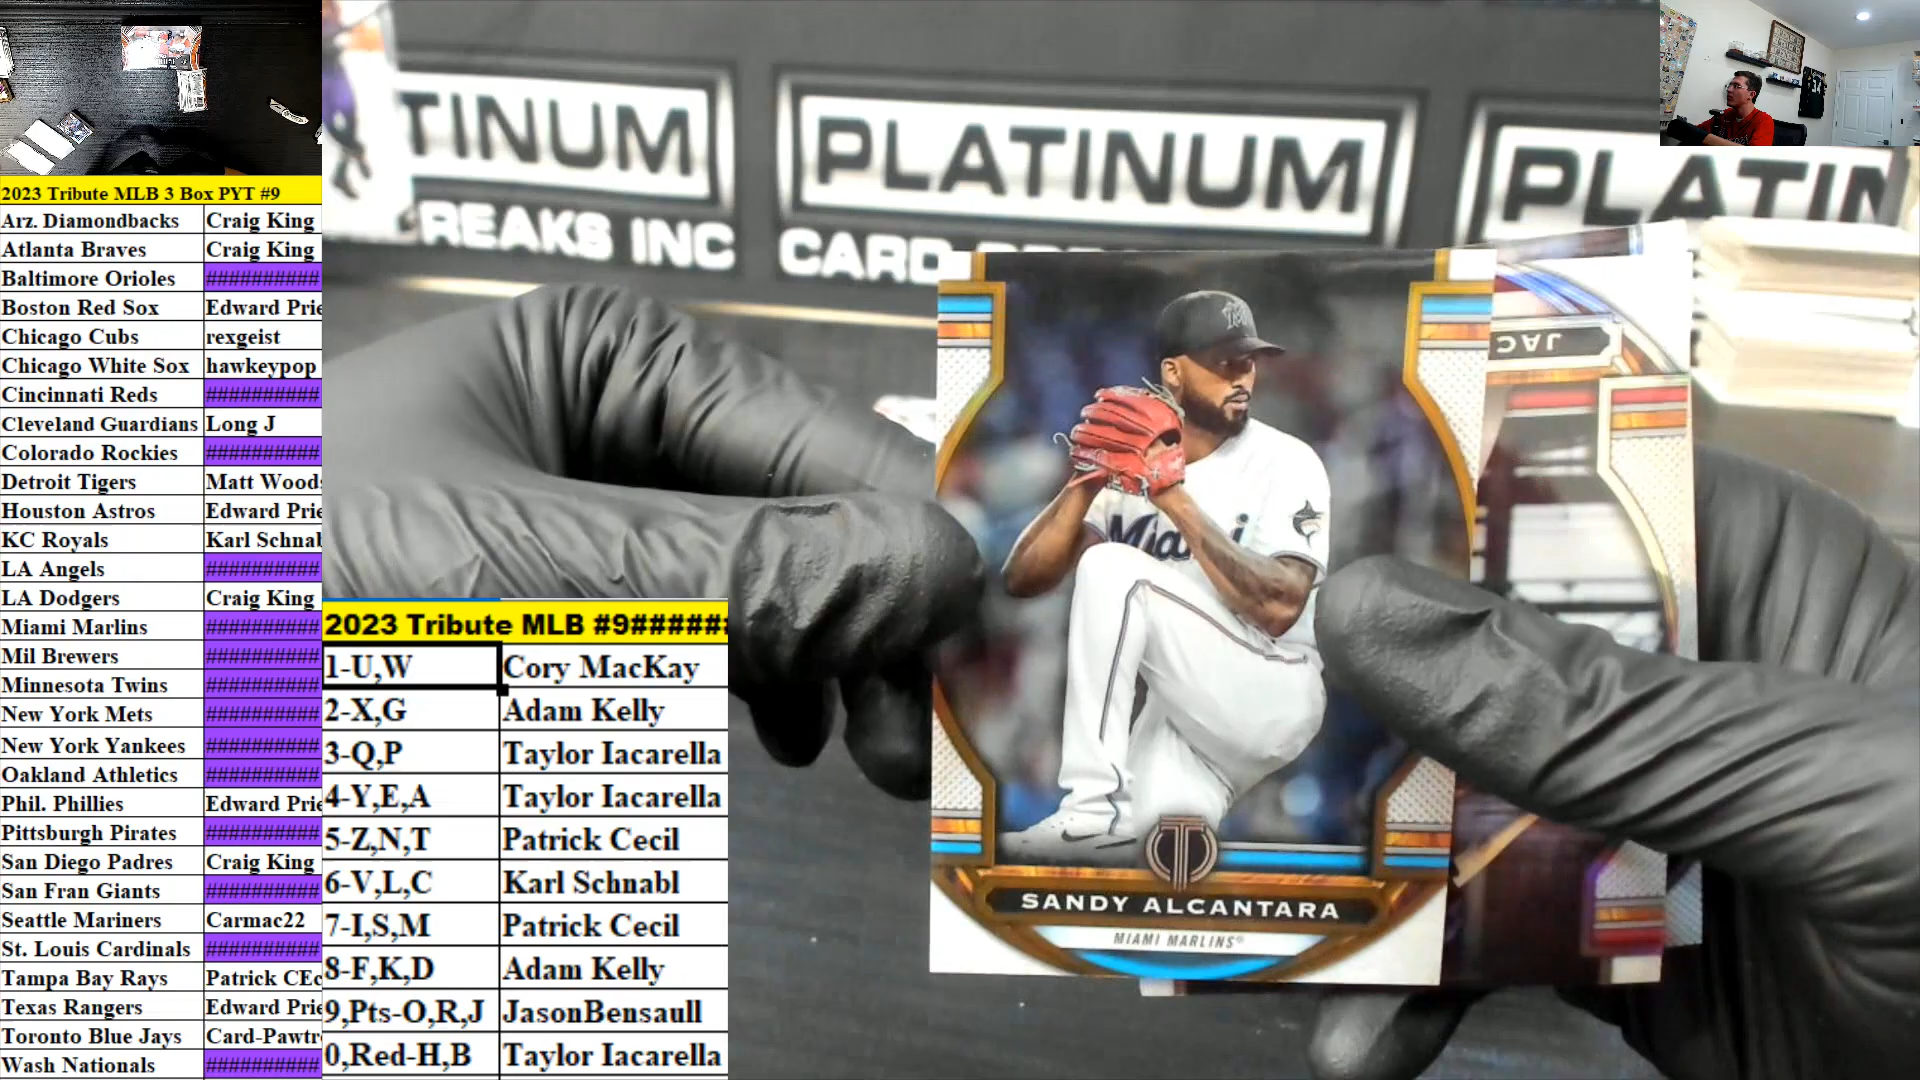 TINUM
PLATINUM
PLATIN
REAKS INC
CARD
2023 Tribute MLB 3 Box PYT #9
Arz. Diamondbacks Craig King
Atlanta Braves Craig King
Baltimore Orioles ##########
Boston Red Sox Edward Prie
Chicago Cubs rexgeist
Chicago White Sox hawkeypop
Cincinnati Reds ##########
Cleveland Guardians Long J
Colorado Rockies ##########
Detroit Tigers Matt Woods
Houston Astros Edward Prie
KC Royals Karl Schnab
LA Angels ##########
LA Dodgers Craig King
Miami Marlins ##########
Mil Brewers ##########
Minnesota Twins ##########
New York Mets ##########
New York Yankees ##########
Oakland Athletics ##########
Phil. Phillies Edward Prie
Pittsburgh Pirates ##########
San Diego Padres Craig King
San Fran Giants ##########
Seattle Mariners Carmac22
St. Louis Cardinals ##########
Tampa Bay Rays Patrick CEc
Texas Rangers Edward Prie
Toronto Blue Jays Card-Pawtr
Wash Nationals ##########
2023 Tribute MLB #9######
1-U,W Cory MacKay
2-X,G Adam Kelly
3-Q,P Taylor Iacarella
4-Y,E,A Taylor Iacarella
5-Z,N,T Patrick Cecil
6-V,L,C Karl Schnabl
7-I,S,M Patrick Cecil
8-F,K,D Adam Kelly
9,Pts-O,R,J JasonBensaull
0,Red-H,B Taylor Iacarella
JAC
Miami
SANDY ALCANTARA
MIAMI MARLINS®